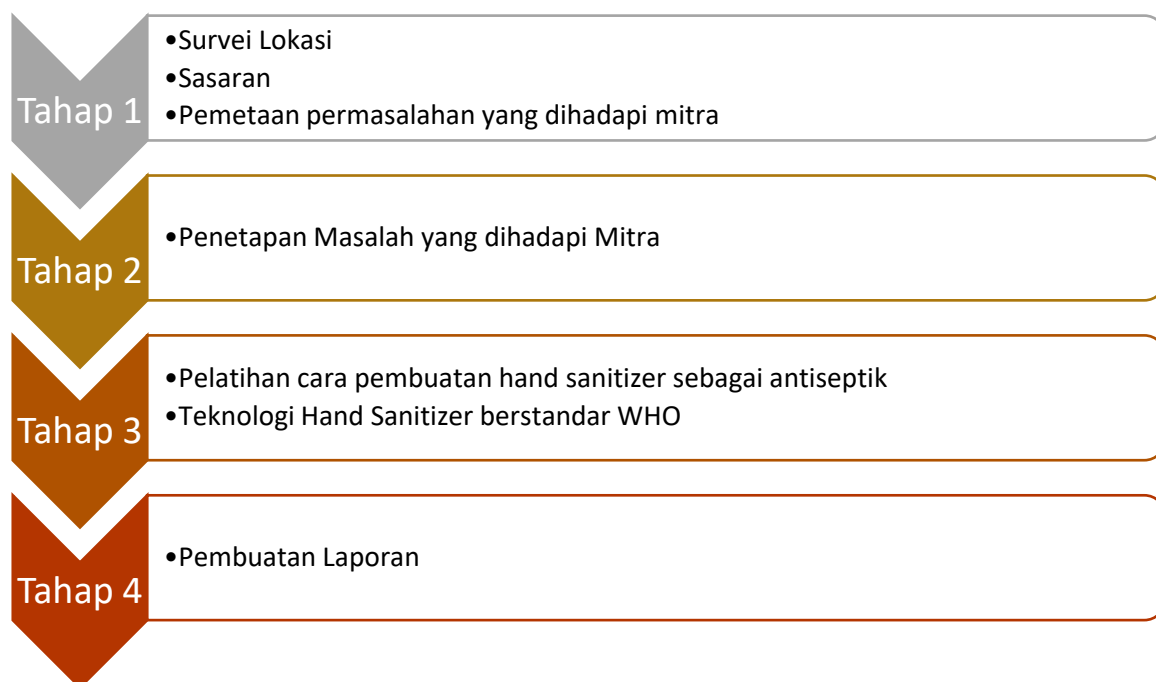 Tahap 1
•Survei Lokasi
•Sasaran
•Pemetaan permasalahan yang dihadapi mitra
Tahap 2
•Penetapan Masalah yang dihadapi Mitra
Tahap 3
•Pelatihan cara pembuatan hand sanitizer sebagai antiseptik
•Teknologi Hand Sanitizer berstandar WHO
Tahap 4
•Pembuatan Laporan